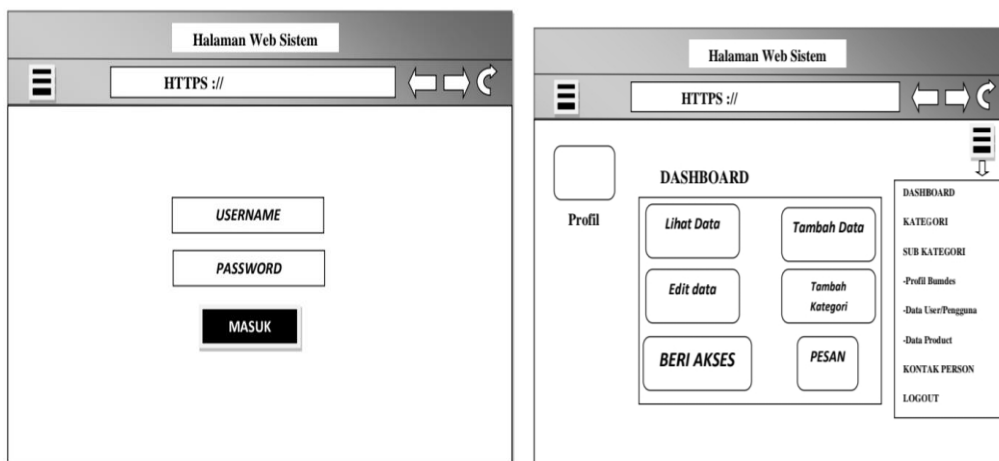 Halaman Web Sistem
HTTPS ://
USERNAME
PASSWORD
MASUK
Halaman Web Sistem
HTTPS ://
Profil
DASHBOARD
Lihat Data
Tambah Data
Edit data
Tambah
Kategori
BERI AKSES
PESAN
DASHBOARD
KATEGORI
SUB KATEGORI
-Profil Bumdes
-Data User/Pengguna
-Data Product
KONTAK PERSON
LOGOUT